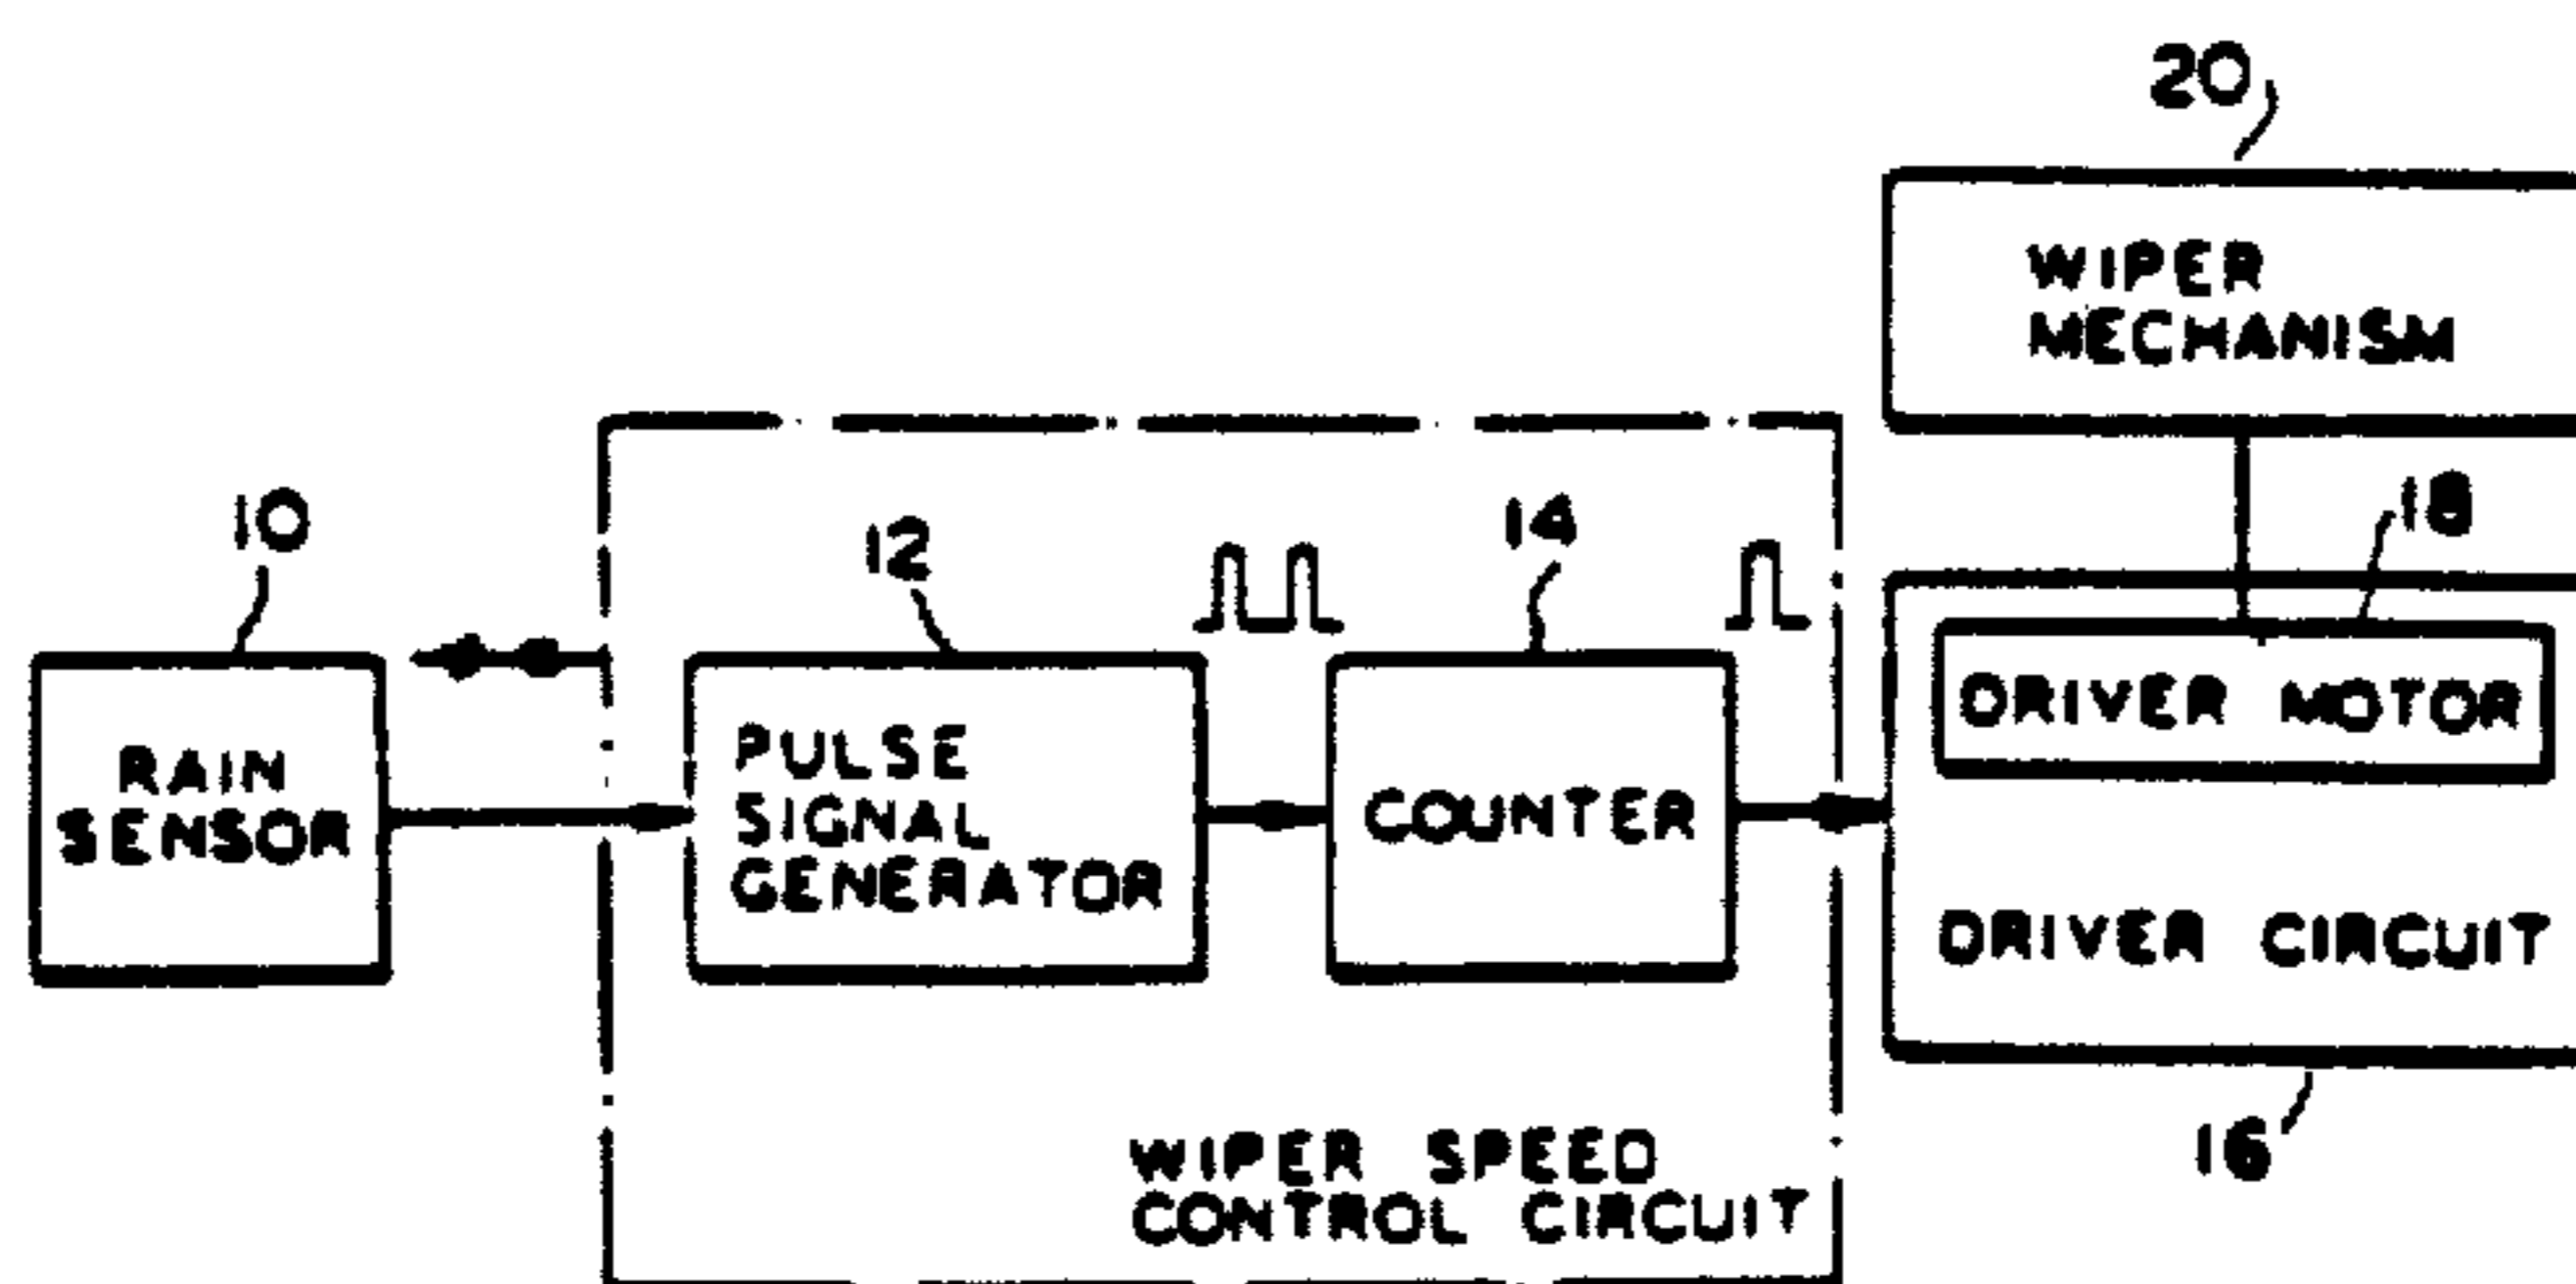 20
WIPER
MECHANISM
10
12
14
18
RAIN
SENSOR
PULSE
SIGNAL
GENERATOR
COUNTER
DRIVER MOTOR
DRIVER CIRCUIT
WIPER SPEED
CONTROL CIRCUIT
16